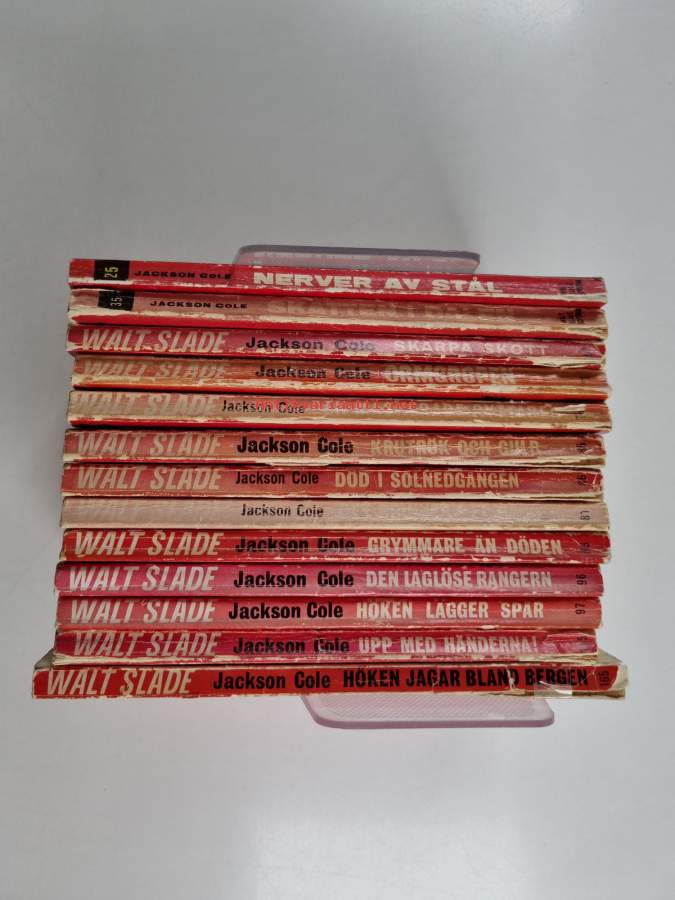 25 JACKSON COLE NERVER AV STÅL
35 JACKSON COLE
WALT SLADE Jackson Cole SKARPA SKOTT
WALT SLADE Jackson Cole ORMGROPEN
WALT SLADE Jackson Cole
WALT SLADE Jackson Cole KRUTRÖK OCH GULD
WALT SLADE Jackson Cole DÖD I SOLNEDGÅNGEN
Jackson Cole 87
WALT SLADE Jackson Cole GRYMMARE ÄN DÖDEN
WALT SLADE Jackson Cole DEN LAGLÖSE RANGERN 96
WALT SLADE Jackson Cole HÖKEN LÄGGER SPÅR 97
WALT SLADE Jackson Cole UPP MED HÄNDERNA!
WALT SLADE Jackson Cole HÖKEN JAGAR BLAND BERGEN 165